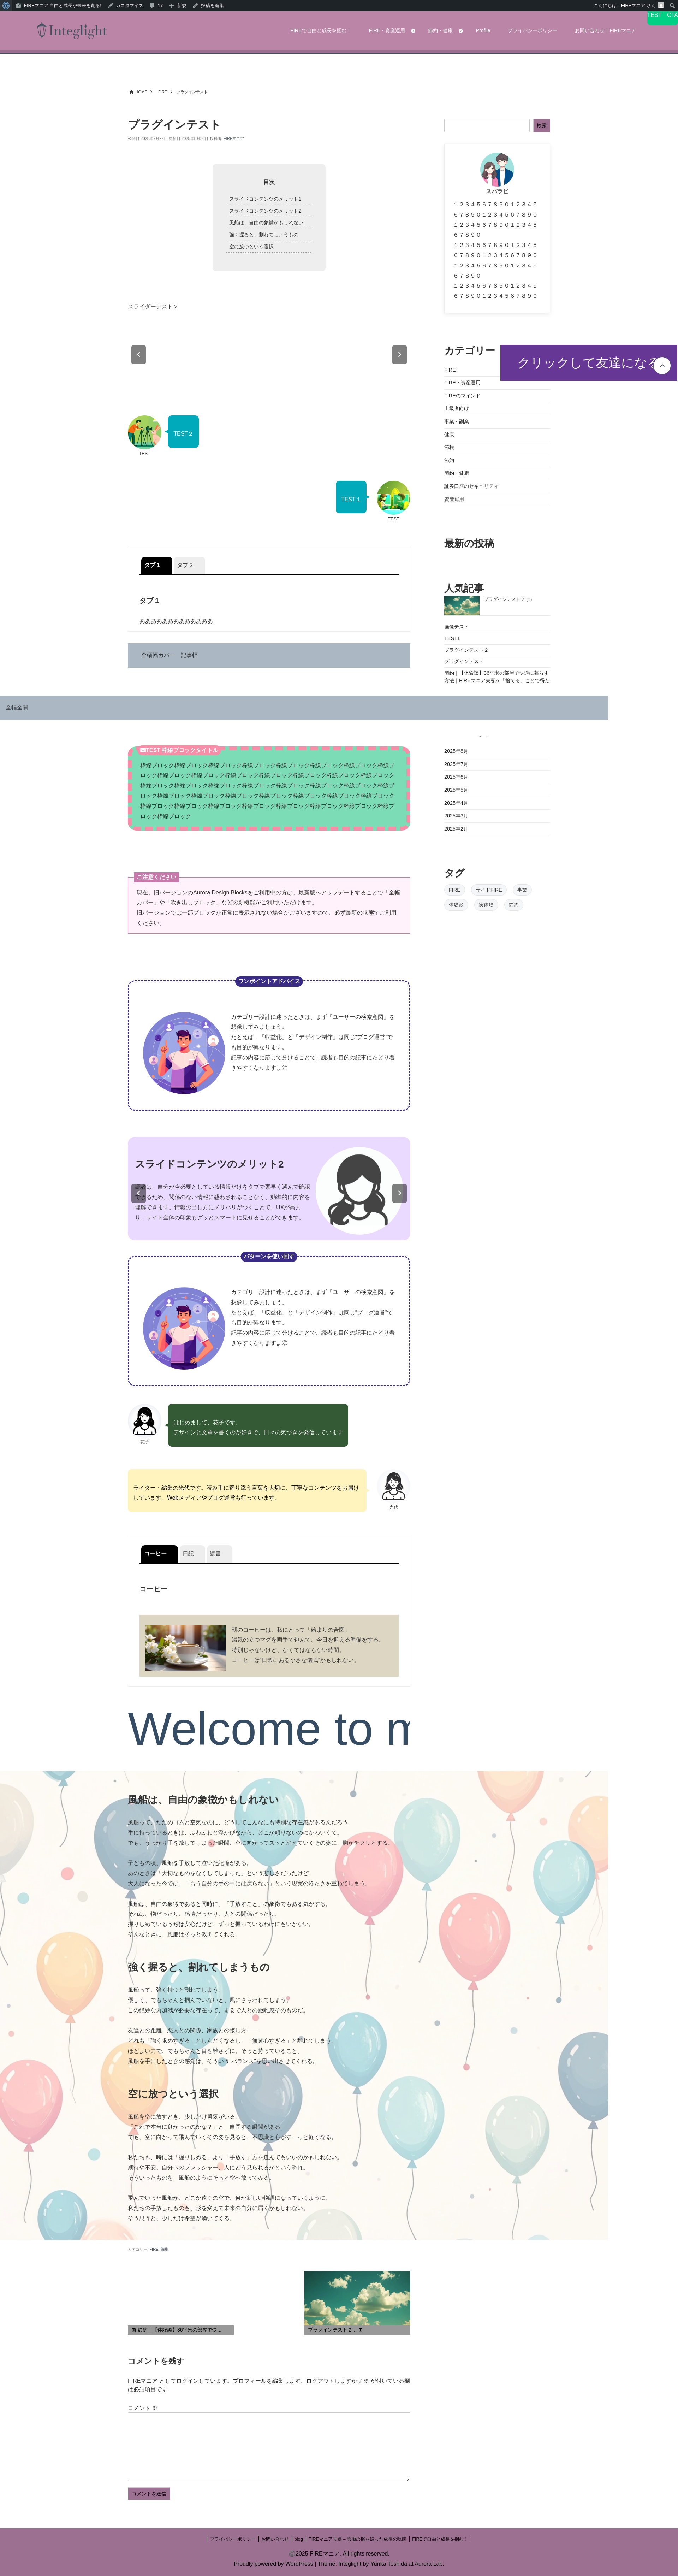 FIREマニア 自由と成長が未来を創る!
カスタマイズ
17
新規
投稿を編集
こんにちは、FIREマニア さん
TEST CTA
Integlight
FIREで自由と成長を掴む！
FIRE・資産運用
節約・健康
Profile
プライバシーポリシー
お問い合わせ｜FIREマニア
HOME
FIRE
プラグインテスト
プラグインテスト
公開日:2025年7月22日 更新日:2025年8月30日 投稿者:FIREマニア
目次
スライドコンテンツのメリット1
スライドコンテンツのメリット2
風船は、自由の象徴かもしれない
強く握ると、割れてしまうもの
空に放つという選択
スライダーテスト２
TEST２
TEST
TEST１
TEST
タブ１
タブ２
タブ１
あああああああああああああ
全幅幅カバー　記事幅
全幅全開
TEST 枠線ブロックタイトル
枠線ブロック枠線ブロック枠線ブロック枠線ブロック枠線ブロック枠線ブロック枠線ブ
ロック枠線ブロック枠線ブロック枠線ブロック枠線ブロック枠線ブロック枠線ブロック
枠線ブロック枠線ブロック枠線ブロック枠線ブロック枠線ブロック枠線ブロック枠線ブ
ロック枠線ブロック枠線ブロック枠線ブロック枠線ブロック枠線ブロック枠線ブロック
枠線ブロック枠線ブロック枠線ブロック枠線ブロック枠線ブロック枠線ブロック枠線ブ
ロック枠線ブロック
ご注意ください
現在、旧バージョンのAurora Design Blocksをご利用中の方は、最新版へアップデートすることで「全幅
カバー」や「吹き出しブロック」などの新機能がご利用いただけます。
旧バージョンでは一部ブロックが正常に表示されない場合がございますので、必ず最新の状態でご利用
ください。
ワンポイントアドバイス
カテゴリー設計に迷ったときは、まず「ユーザーの検索意図」を
想像してみましょう。
たとえば、「収益化」と「デザイン制作」は同じ"ブログ運営"で
も目的が異なります。
記事の内容に応じて分けることで、読者も目的の記事にたどり着
きやすくなりますよ◎
スライドコンテンツのメリット2
読者は、自分が今必要としている情報だけをタブで素早く選んで確認
できるため、関係のない情報に惑わされることなく、効率的に内容を
理解できます。情報の出し方にメリハリがつくことで、UXが高ま
り、サイト全体の印象もグッとスマートに見せることができます。
パターンを使い回す
カテゴリー設計に迷ったときは、まず「ユーザーの検索意図」を
想像してみましょう。
たとえば、「収益化」と「デザイン制作」は同じ"ブログ運営"で
も目的が異なります。
記事の内容に応じて分けることで、読者も目的の記事にたどり着
きやすくなりますよ◎
はじめまして、花子です。
デザインと文章を書くのが好きで、日々の気づきを発信しています
花子
ライター・編集の光代です。読み手に寄り添う言葉を大切に、丁寧なコンテンツをお届け
しています。Webメディアやブログ運営も行っています。
光代
コーヒー
日記
読書
コーヒー
朝のコーヒーは、私にとって「始まりの合図」。
湯気の立つマグを両手で包んで、今日を迎える準備をする。
特別じゃないけど、なくてはならない時間。
コーヒーは“日常にある小さな儀式”かもしれない。
Welcome to m
風船は、自由の象徴かもしれない
風船って、ただのゴムと空気なのに、どうしてこんなにも特別な存在感があるんだろう。
手に持っているときは、ふわふわと浮かびながら、どこか頼りないのにかわいくて。
でも、うっかり手を放してしまった瞬間、空に向かってスッと消えていくその姿に、胸がチクリとする。
子どもの頃、風船を手放して泣いた記憶がある。
あのときは「大切なものをなくしてしまった」という悲しさだったけど、
大人になった今では、「もう自分の手の中には戻らない」という現実の冷たさを重ねてしまう。
風船は、自由の象徴であると同時に、「手放すこと」の象徴でもある気がする。
それは、物だったり、感情だったり、人との関係だったり。
握りしめているうちは安心だけど、ずっと握っているわけにもいかない。
そんなときに、風船はそっと教えてくれる。
強く握ると、割れてしまうもの
風船って、強く持つと割れてしまう。
優しく、でもちゃんと掴んでいないと、風にさらわれてしまう。
この絶妙な力加減が必要な存在って、まるで人との距離感そのものだ。
友達との距離、恋人との関係、家族との接し方——
どれも「強く求めすぎる」としんどくなるし、「無関心すぎる」と離れてしまう。
ほどよい力で、でもちゃんと目を離さずに、そっと持っていること。
風船を手にしたときの感覚は、そういう“バランス”を思い出させてくれる。
空に放つという選択
風船を空に放すとき、少しだけ勇気がいる。
「これで本当に良かったのかな？」と、自問する瞬間がある。
でも、空に向かって飛んでいくその姿を見ると、不思議と心がすーっと軽くなる。
私たちも、時には「握りしめる」より「手放す」方を選んでもいいのかもしれない。
期待や不安、自分へのプレッシャー、人にどう見られるかという恐れ。
そういったものを、風船のようにそっと空へ放ってみる。
飛んでいった風船が、どこか遠くの空で、何か新しい物語になっていくように。
私たちの手放したものも、形を変えて未来の自分に届くかもしれない。
そう思うと、少しだけ希望が湧いてくる。
カテゴリー: FIRE, 編集
節約｜【体験談】36平米の部屋で快...
プラグインテスト２...
コメントを残す
FIREマニア としてログインしています。プロフィールを編集します。ログアウトしますか？ ※ が付いている欄
は必須項目です
コメント ※
コメントを送信
検索
スバラピ
１２３４５６７８９０１２３４５
６７８９０１２３４５６７８９０
１２３４５６７８９０１２３４５
６７８９０
１２３４５６７８９０１２３４５
６７８９０１２３４５６７８９０
１２３４５６７８９０１２３４５
６７８９０
１２３４５６７８９０１２３４５
６７８９０１２３４５６７８９０
カテゴリー
クリックして友達になる
FIRE
FIRE・資産運用
FIREのマインド
上級者向け
事業・副業
健康
節税
節約
節約・健康
証券口座のセキュリティ
資産運用
最新の投稿
人気記事
プラグインテスト２ (1)
画像テスト
TEST1
プラグインテスト２
プラグインテスト
節約｜【体験談】36平米の部屋で快適に暮らす
方法｜FIREマニア夫妻が「捨てる」ことで得た
2025年8月
2025年7月
2025年6月
2025年5月
2025年4月
2025年3月
2025年2月
タグ
FIRE
サイドFIRE
事業
体験談
実体験
節約
プライバシーポリシー
お問い合わせ
blog
FIREマニア夫婦 – 労働の檻を破った成長の軌跡
FIREで自由と成長を掴む！
2025 FIREマニア. All rights reserved.
Proudly powered by WordPress | Theme: Integlight by Yurika Toshida at Aurora Lab.